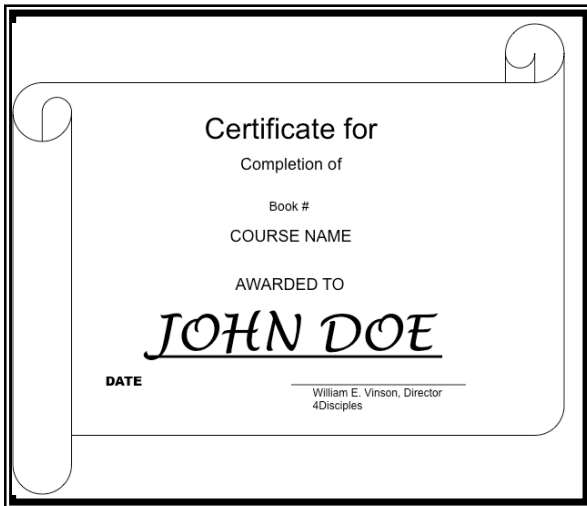 Certificate for
Completion of
Book #
COURSE NAME
AWARDED TO
JOHN DOE
DATE
William E. Vinson, Director
4Disciples